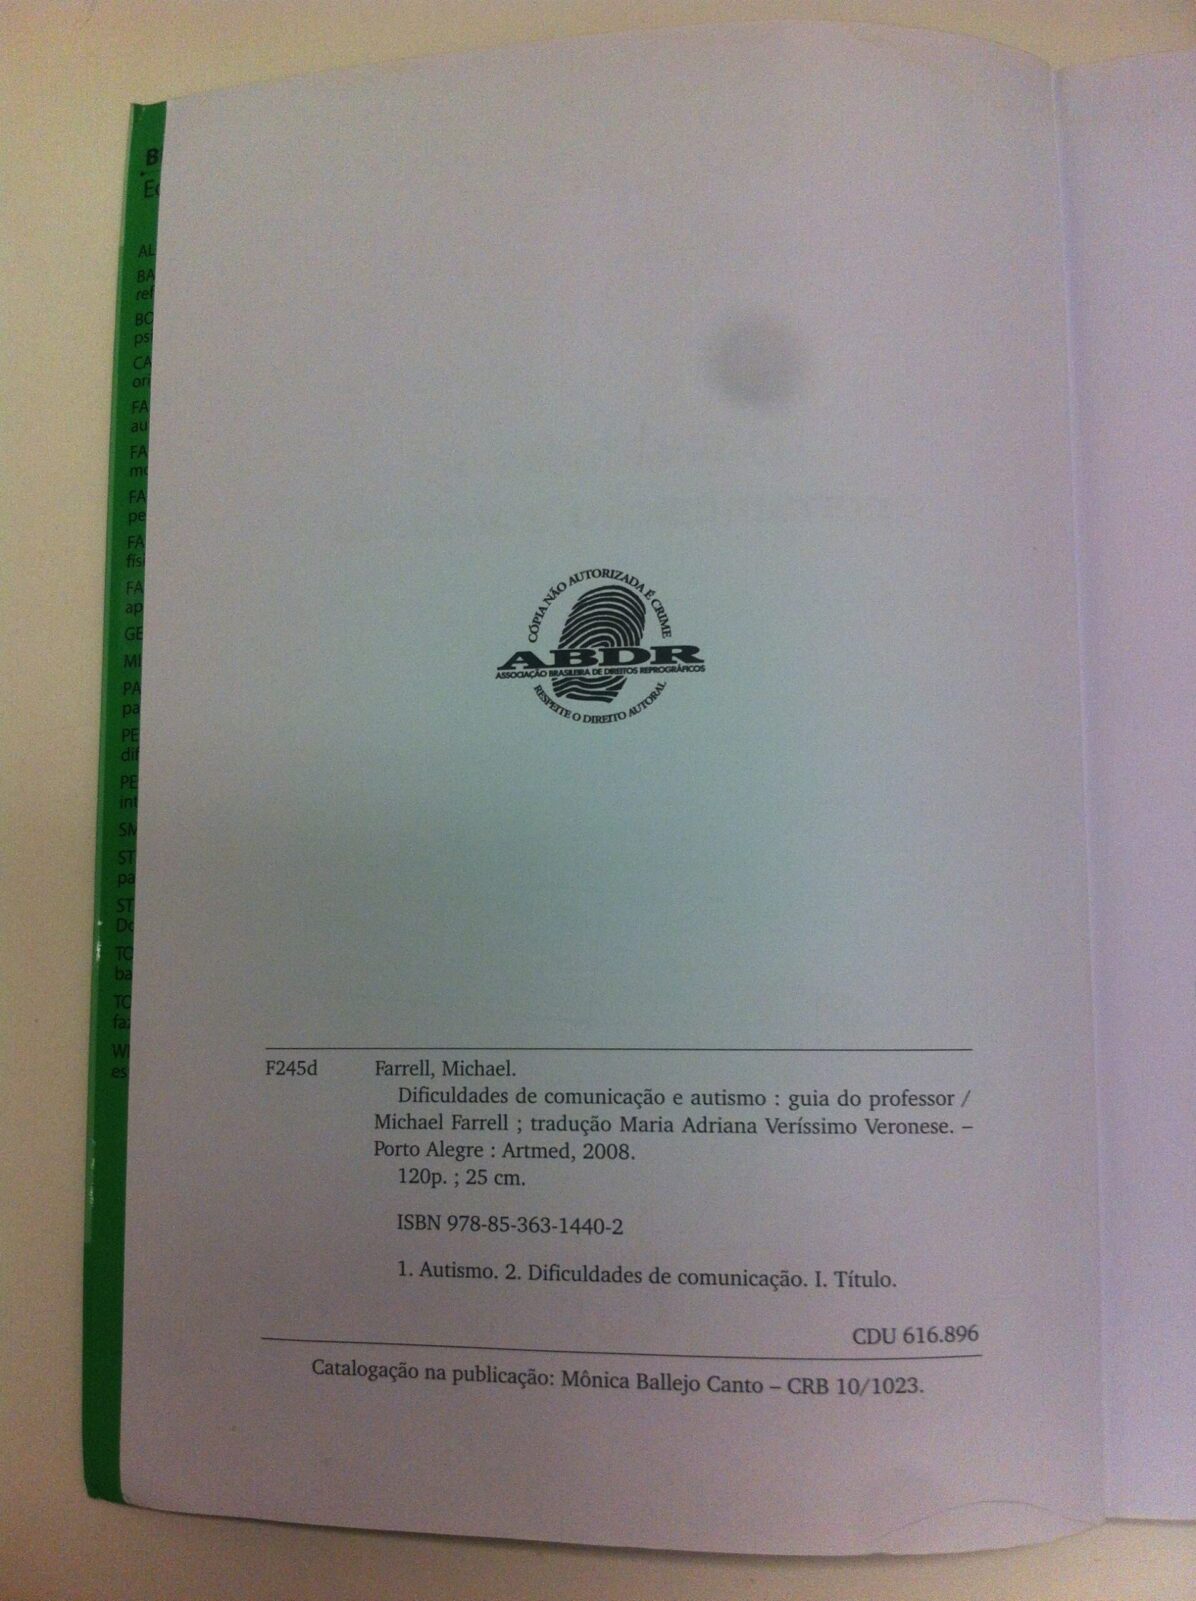 CÓPIA NÃO AUTORIZADA É CRIME
ABDR
ASSOCIAÇÃO BRASILEIRA DE DIREITOS REPROGRÁFICOS
RESPEITE O DIREITO AUTORAL
F245d Farrell, Michael.
Dificuldades de comunicação e autismo : guia do professor /
Michael Farrell ; tradução Maria Adriana Veríssimo Veronese. –
Porto Alegre : Artmed, 2008.
120p. ; 25 cm.
ISBN 978-85-363-1440-2
1. Autismo. 2. Dificuldades de comunicação. I. Título.
CDU 616.896
Catalogação na publicação: Mônica Ballejo Canto – CRB 10/1023.